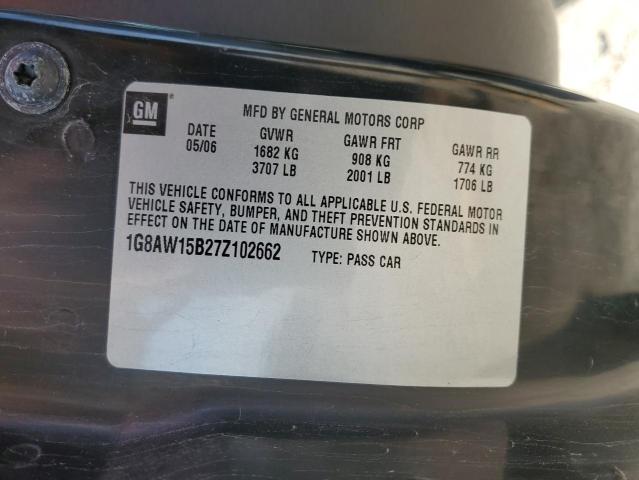 GM
MFD BY GENERAL MOTORS CORP
DATE GVWR GAWR FRT GAWR RR
05/06 1682 KG 908 KG 774 KG
3707 LB 2001 LB 1706 LB
THIS VEHICLE CONFORMS TO ALL APPLICABLE U.S. FEDERAL MOTOR
VEHICLE SAFETY, BUMPER, AND THEFT PREVENTION STANDARDS IN
EFFECT ON THE DATE OF MANUFACTURE SHOWN ABOVE.
1G8AW15B27Z102662 TYPE: PASS CAR